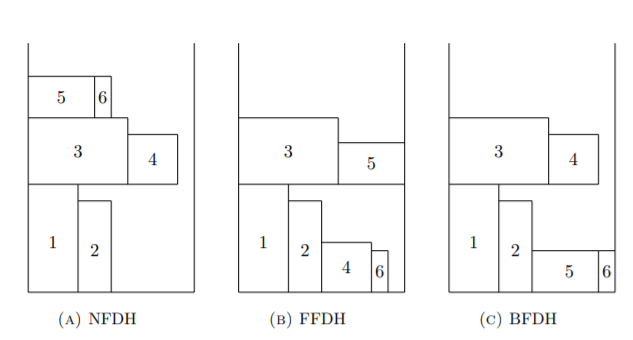 5 6
3 4
1 2
(A) NFDH
3 5
1 2 4 6
(B) FFDH
3 4
1 2 5 6
(C) BFDH